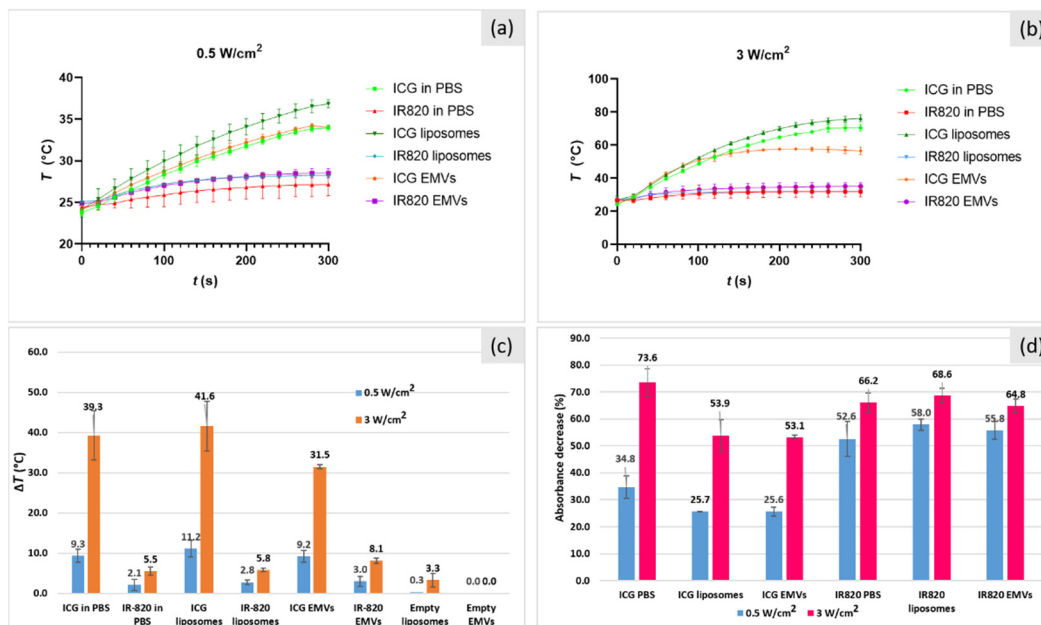 (a)
0.5 W/cm²
T (°C)
40
35
30
25
20
0
100
200
300
t (s)
ICG in PBS
IR820 in PBS
ICG liposomes
IR820 liposomes
ICG EMVs
IR820 EMVs
(b)
3 W/cm²
T (°C)
100
80
60
40
20
0
0
100
200
300
t (s)
ICG in PBS
IR820 in PBS
ICG liposomes
IR820 liposomes
ICG EMVs
IR820 EMVs
(c)
ΔT (°C)
60.0
50.0
40.0
30.0
20.0
10.0
0.0
0.5 W/cm²
3 W/cm²
9.3
39.3
2.1
5.5
11.2
41.6
2.8
5.8
9.2
31.5
3.0
8.1
0.3
3.3
0.0
0.0
ICG in PBS
IR-820 in
PBS
ICG
liposomes
IR-820
liposomes
ICG EMVs
IR-820
EMVs
Empty
liposomes
Empty
EMVs
(d)
Absorbance decrease (%)
90.0
80.0
70.0
60.0
50.0
40.0
30.0
20.0
10.0
0.0
34.8
73.6
25.7
53.9
25.6
53.1
52.6
66.2
58.0
68.6
55.8
64.8
ICG PBS
ICG liposomes
ICG EMVs
IR820 PBS
IR820
liposomes
IR820 EMVs
0.5 W/cm²
3 W/cm²